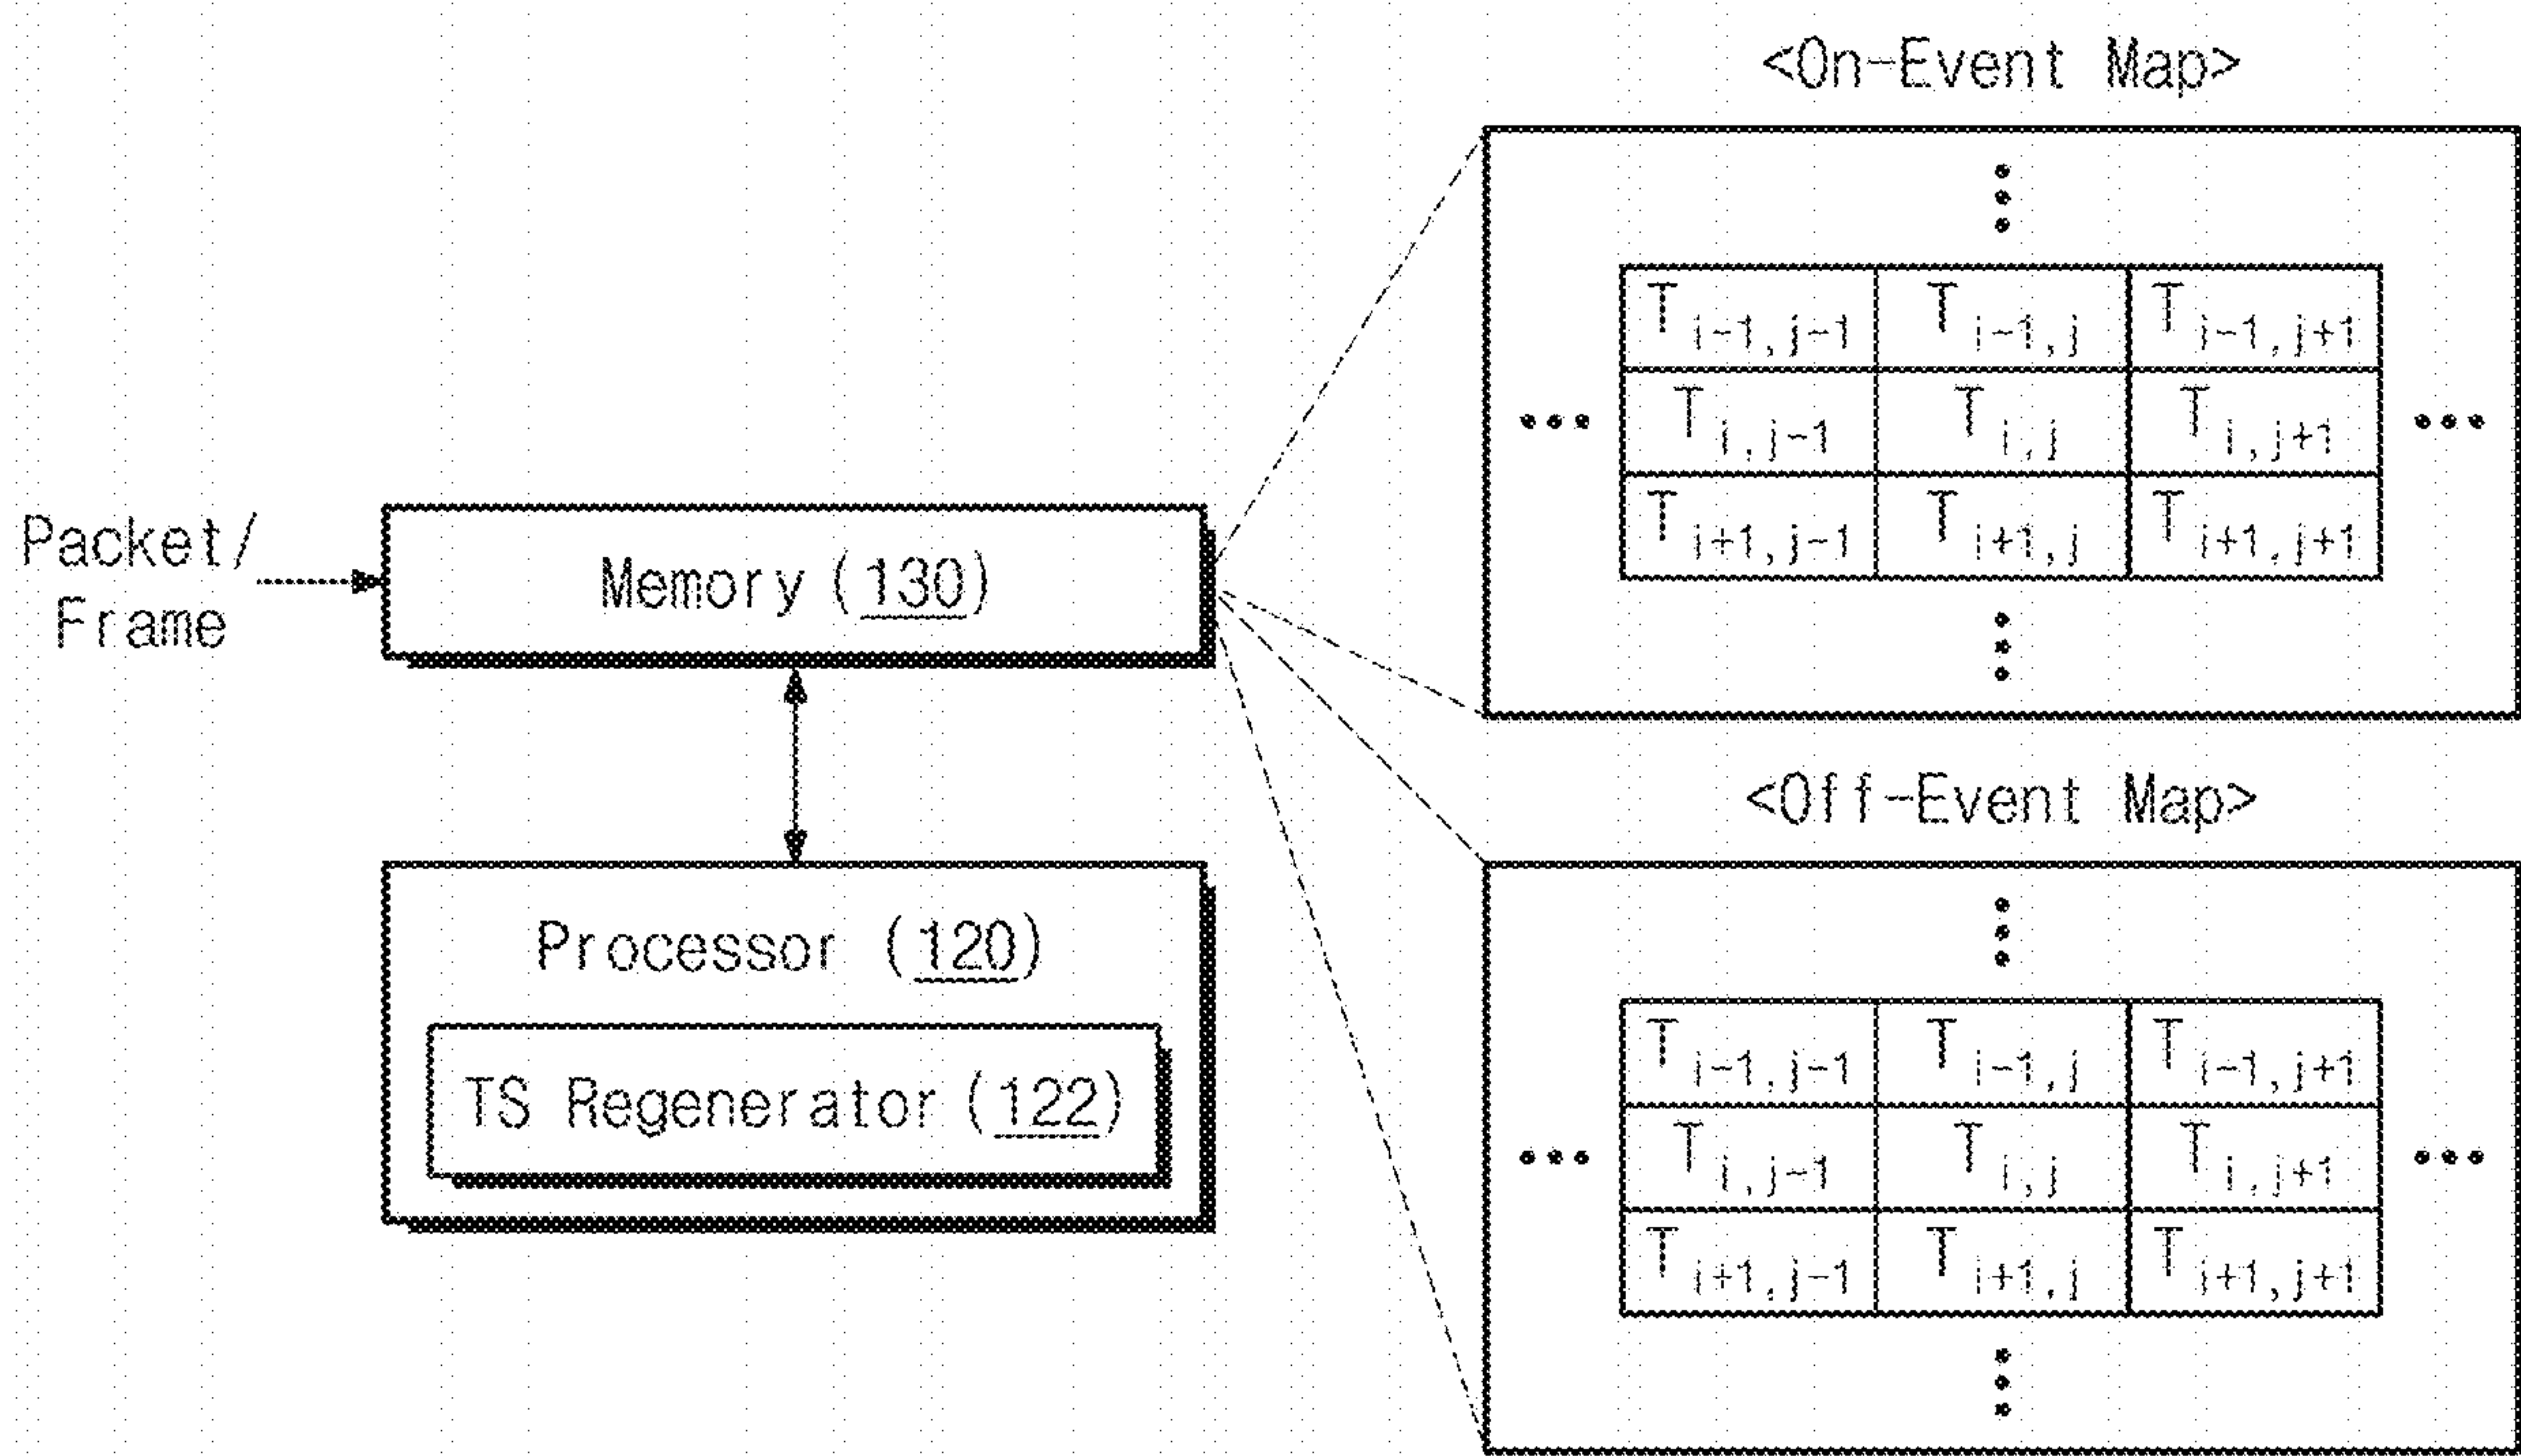 <On-Event Map>
T i-1,j-1 T i-1,j T i-1,j+1
T i,j-1 T i,j T i,j+1
T i+1,j-1 T i+1,j T i+1,j+1
Packet/
Frame
Memory (130)
Processor (120)
TS Regenerator (122)
<Off-Event Map>
T i-1,j-1 T i-1,j T i-1,j+1
T i,j-1 T i,j T i,j+1
T i+1,j-1 T i+1,j T i+1,j+1